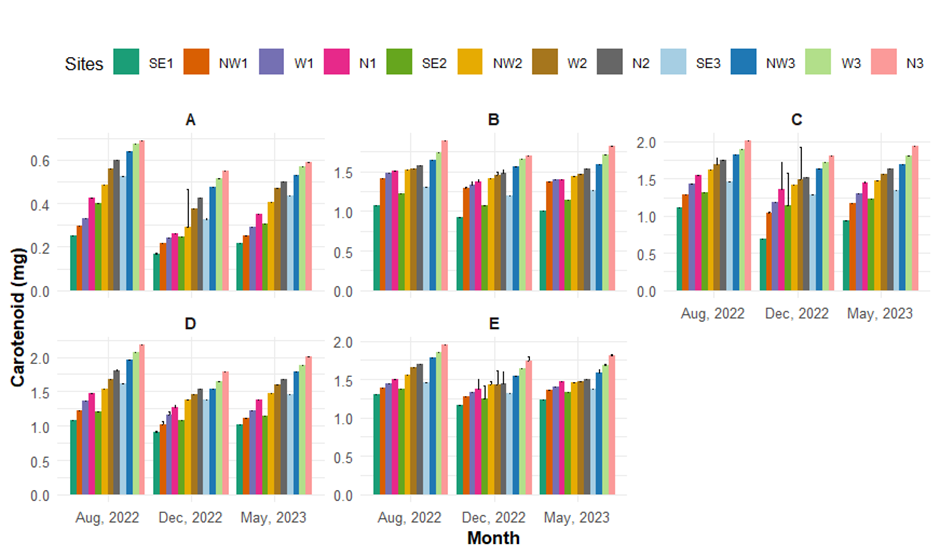 Sites SE1 NW1 W1 N1 SE2 NW2 W2 N2 SE3 NW3 W3 N3
A B C
0.6
0.4
0.2
0.0
1.5
1.0
0.5
0.0
2.0
1.5
1.0
0.5
0.0
Aug, 2022 Dec, 2022 May, 2023
D E
2.0
1.5
1.0
0.5
0.0
2.0
1.5
1.0
0.5
0.0
Aug, 2022 Dec, 2022 May, 2023
Aug, 2022 Dec, 2022 May, 2023
Carotenoid (mg)
Month